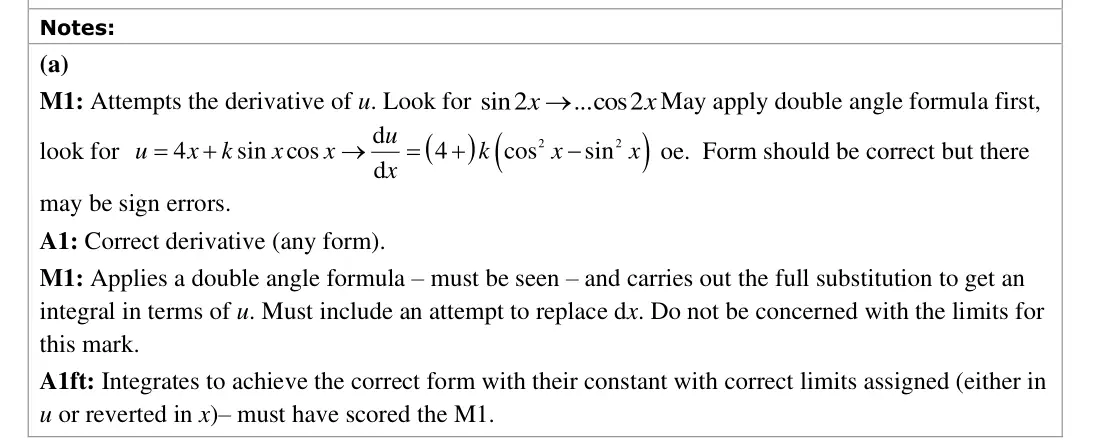 Notes:
(a)
M1: Attempts the derivative of u. Look for sin 2x → ...cos 2x May apply double angle formula first,
look for u = 4x + k sin x cos x → du/dx = (4+)k(cos² x − sin² x) oe. Form should be correct but there
may be sign errors.
A1: Correct derivative (any form).
M1: Applies a double angle formula – must be seen – and carries out the full substitution to get an
integral in terms of u. Must include an attempt to replace dx. Do not be concerned with the limits for
this mark.
A1ft: Integrates to achieve the correct form with their constant with correct limits assigned (either in
u or reverted in x)– must have scored the M1.